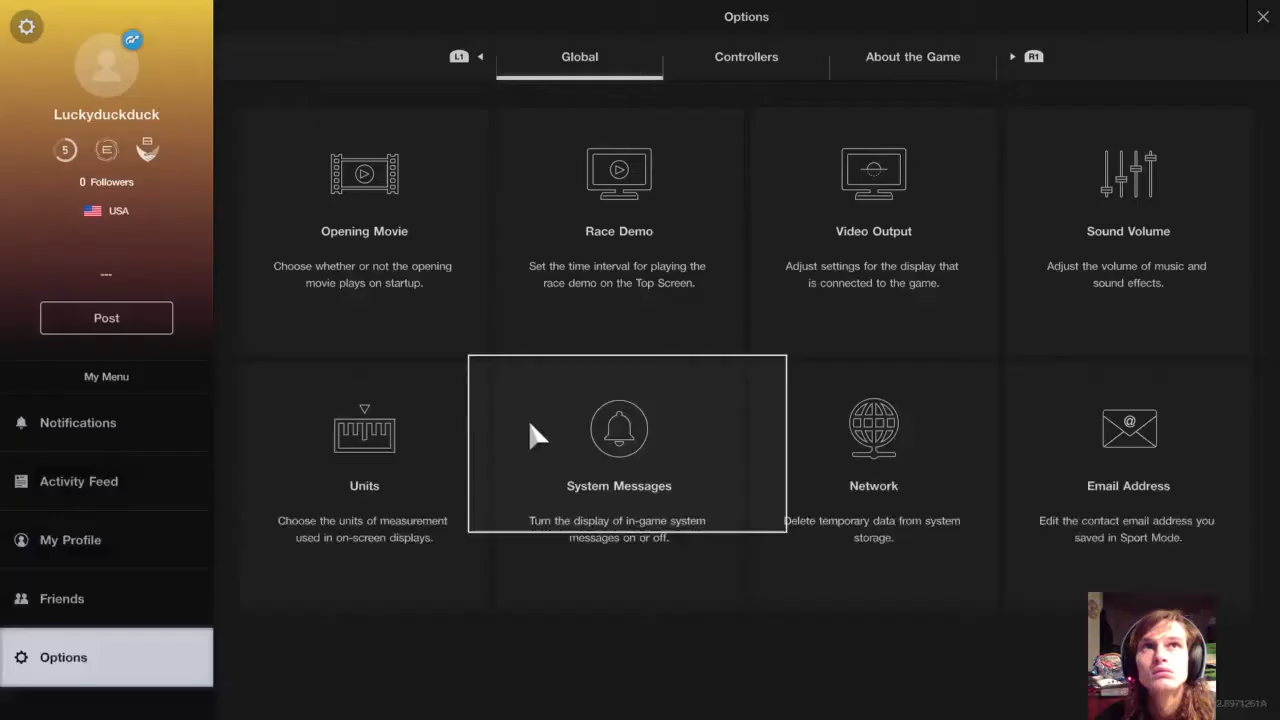 Options
L1
Global
Controllers
About the Game
R1
Luckyduckduck
5
E
B
0 Followers
USA
---
Post
My Menu
Notifications
Activity Feed
My Profile
Friends
Options
Opening Movie
Choose whether or not the opening
movie plays on startup.
Race Demo
Set the time interval for playing the
race demo on the Top Screen.
Video Output
Adjust settings for the display that
is connected to the game.
Sound Volume
Adjust the volume of music and
sound effects.
Units
Choose the units of measurement
used in on-screen displays.
System Messages
Turn the display of in-game system
messages on or off.
Network
Delete temporary data from system
storage.
@
Email Address
Edit the contact email address you
saved in Sport Mode.
2.8971261A